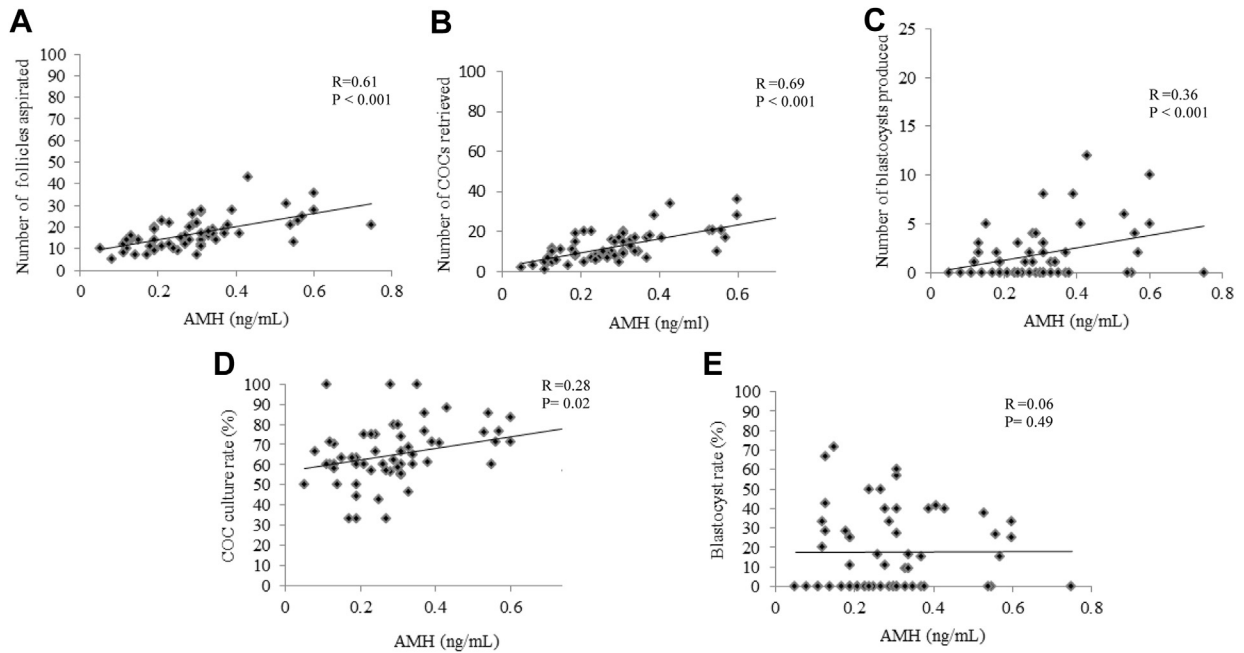 A
Number of follicles aspirated
100
90
80
70
60
50
40
30
20
10
0
0
0.2
0.4
0.6
0.8
AMH (ng/mL)
R=0.61
P < 0.001
B
Number of COCs retrieved
100
80
60
40
20
0
0
0.2
0.4
0.6
AMH (ng/ml)
R=0.69
P < 0.001
C
Number of blastocysts produced
25
20
15
10
5
0
0
0.2
0.4
0.6
0.8
AMH (ng/mL)
R =0.36
P < 0.001
D
COC culture rate (%)
100
90
80
70
60
50
40
30
20
10
0
0
0.2
0.4
0.6
AMH (ng/mL)
R =0.28
P= 0.02
E
Blastocyst rate (%)
100
90
80
70
60
50
40
30
20
10
0
0
0.2
0.4
0.6
0.8
AMH (ng/mL)
R =0.06
P= 0.49